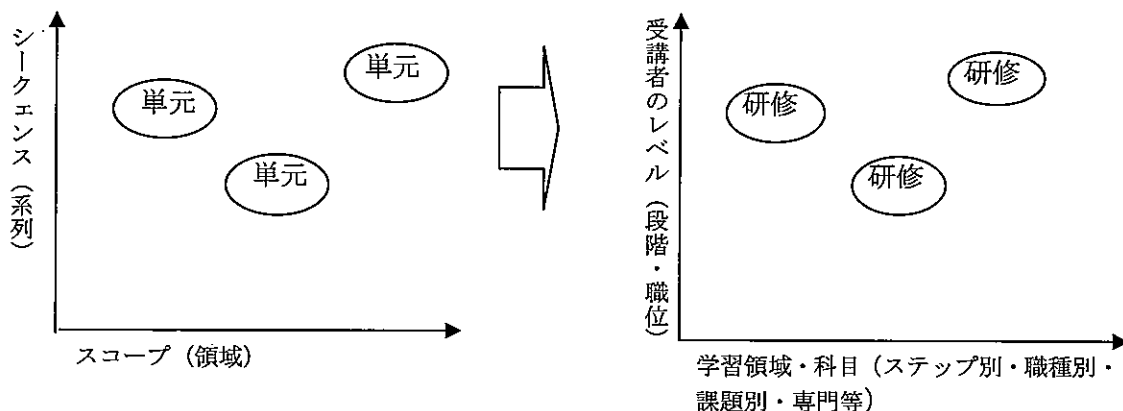 シークェンス（系列）
単元
単元
単元
スコープ（領域）
受講者のレベル（段階・職位）
研修
研修
研修
学習領域・科目（ステップ別・職種別・
課題別・専門等）